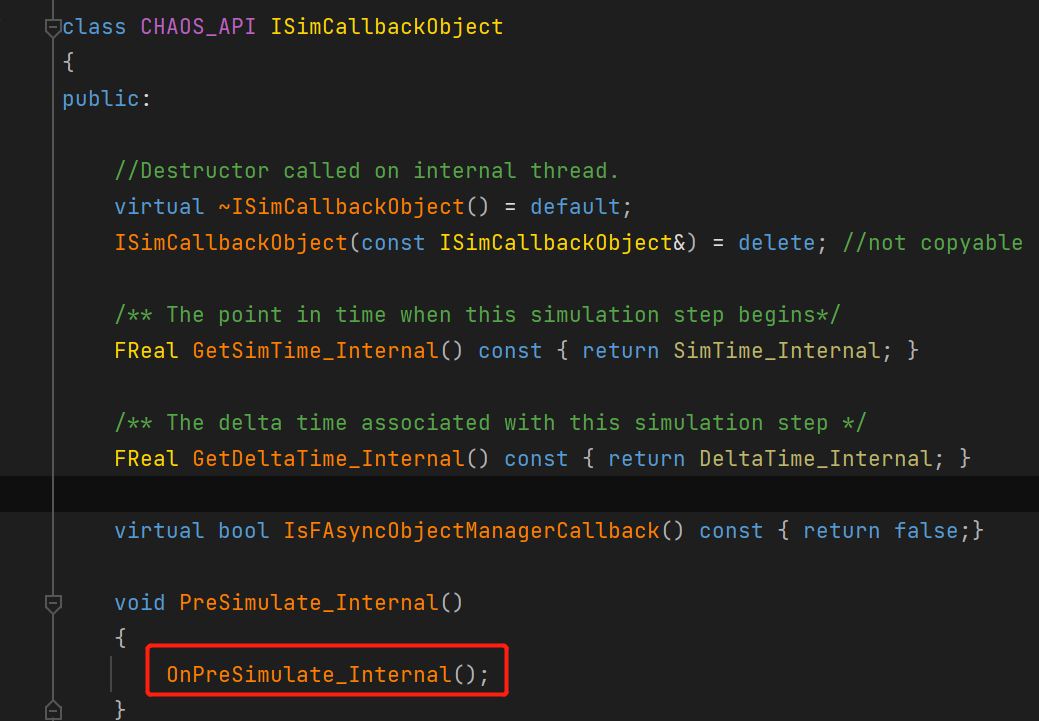 class CHAOS_API ISimCallbackObject
{
public:
//Destructor called on internal thread.
virtual ~ISimCallbackObject() = default;
ISimCallbackObject(const ISimCallbackObject&) = delete; //not copyable
/** The point in time when this simulation step begins*/
FReal GetSimTime_Internal() const { return SimTime_Internal; }
/** The delta time associated with this simulation step */
FReal GetDeltaTime_Internal() const { return DeltaTime_Internal; }
virtual bool IsFAsyncObjectManagerCallback() const { return false;}
void PreSimulate_Internal()
{
OnPreSimulate_Internal();
}